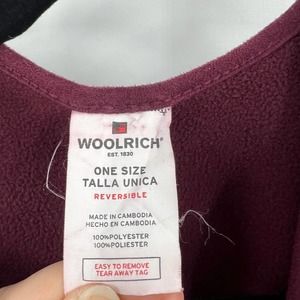 WOOLRICH®
EST. 1830
ONE SIZE
TALLA UNICA
REVERSIBLE
MADE IN CAMBODIA
HECHO EN CAMBODIA
100%POLYESTER
100%POLIESTER
EASY TO REMOVE
TEAR AWAY TAG